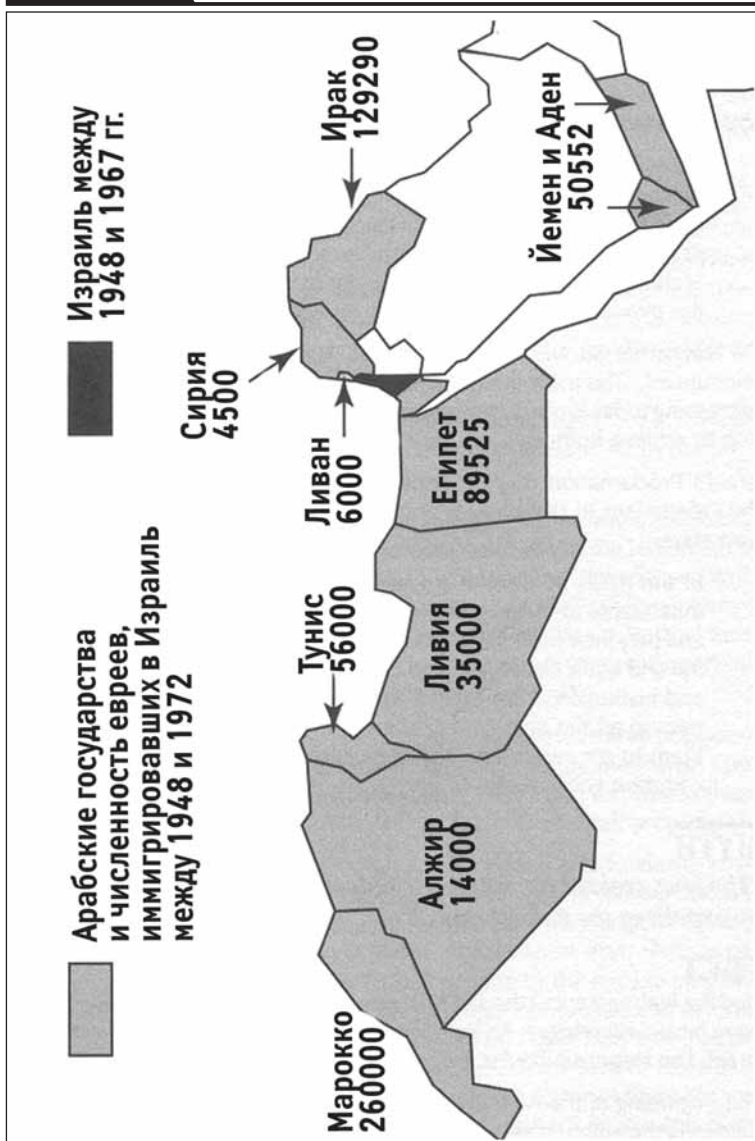 Арабские государства
и численность евреев,
иммигрировавших в Израиль
между 1948 и 1972
Израиль между
1948 и 1967 гг.
Марокко
260000
Алжир
14000
Тунис
56000
Ливия
35000
Египет
89525
Ливан
6000
Сирия
4500
Ирак
129290
Йемен и Аден
50552